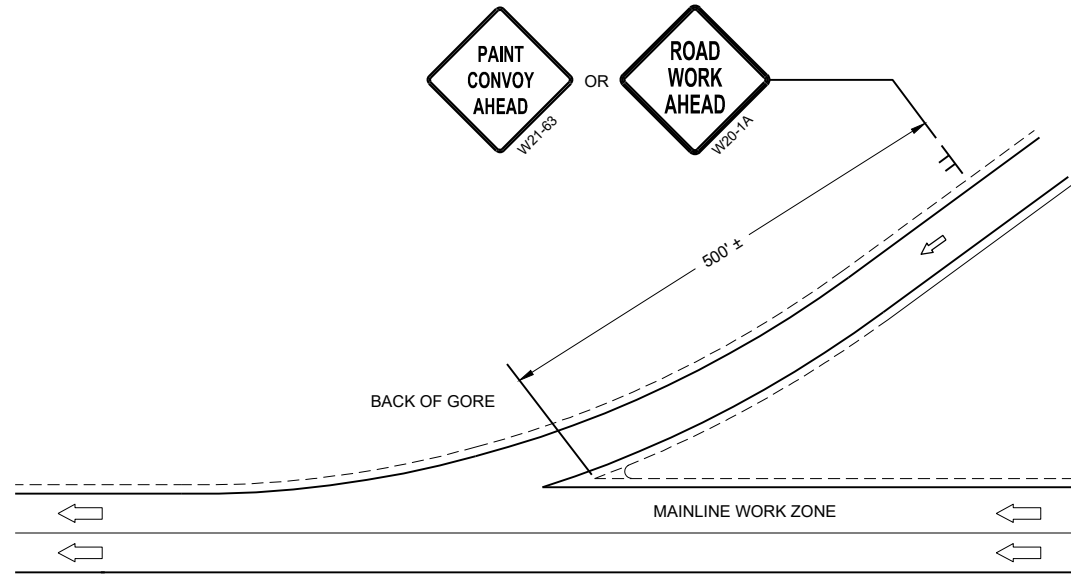 PAINT
CONVOY
AHEAD
W21-63
OR
ROAD
WORK
AHEAD
W20-1A
500' ±
BACK OF GORE
MAINLINE WORK ZONE